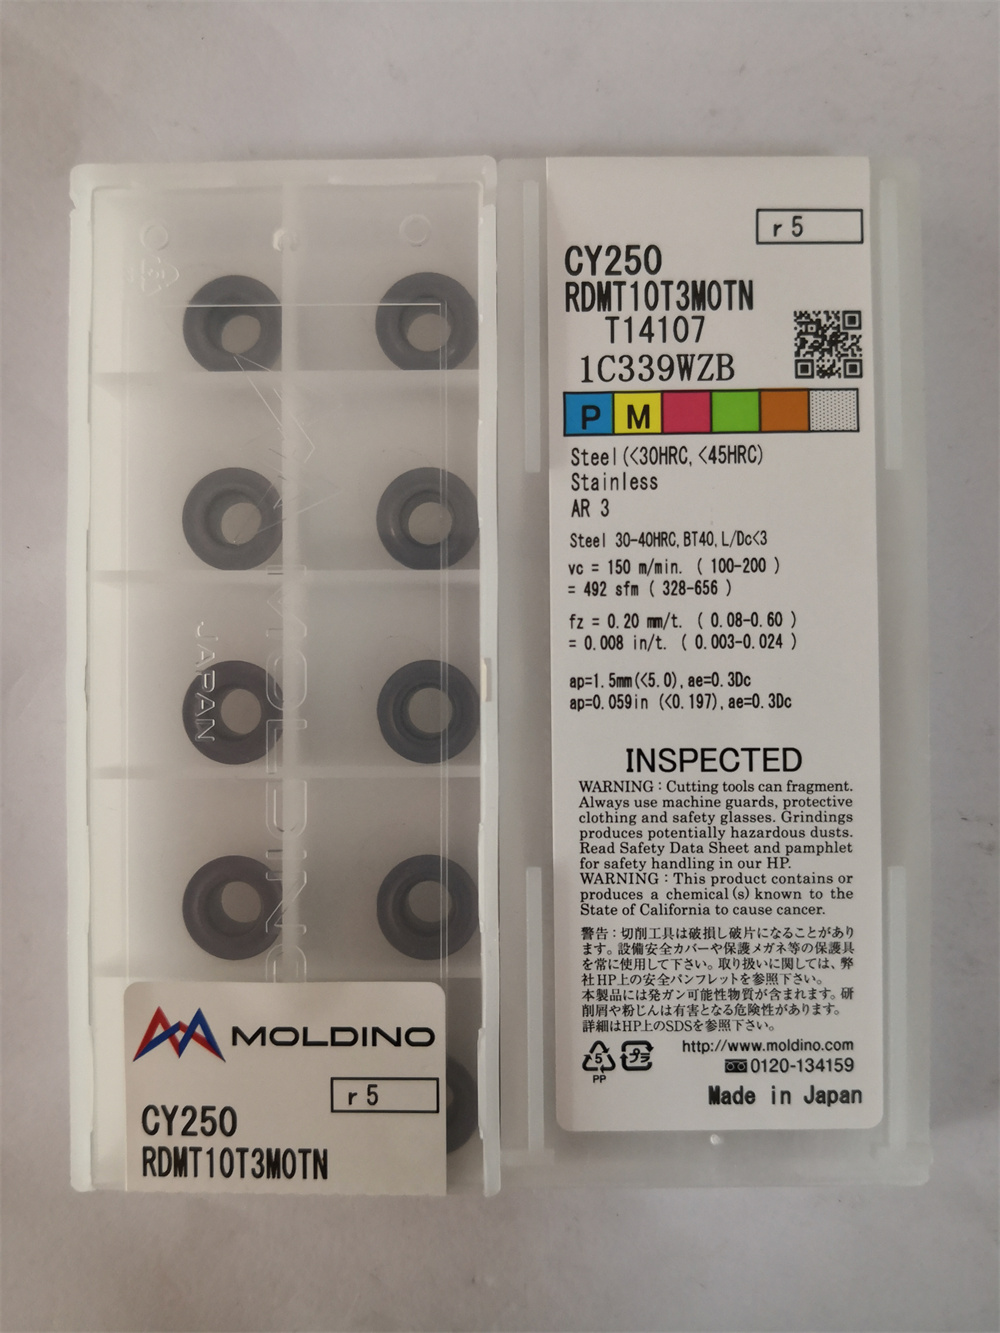 MOLDINO
JAPAN
MOLDINO
r 5
CY250
RDMT10T3M0TN
r 5
CY250
RDMT10T3M0TN
T14107
1C339WZB
P M
Steel(<30HRC,<45HRC)
Stainless
AR 3
Steel 30-40HRC,BT40,L/Dc<3
vc = 150 m/min. ( 100-200 )
= 492 sfm ( 328-656 )
fz = 0.20 mm/t. ( 0.08-0.60 )
= 0.008 in/t. ( 0.003-0.024 )
ap=1.5mm(<5.0),ae=0.3Dc
ap=0.059in (<0.197),ae=0.3Dc
INSPECTED
WARNING : Cutting tools can fragment.
Always use machine guards, protective
clothing and safety glasses. Grindings
produces potentially hazardous dusts.
Read Safety Data Sheet and pamphlet
for safety handling in our HP.
WARNING : This product contains or
produces a chemical(s) known to the
State of California to cause cancer.
警告：切削工具は破損し破片になることがあり
ます。設備安全カバーや保護メガネ等の保護具
を常に使用して下さい。取り扱いに関しては、弊
社HP上の安全パンフレットを参照下さい。
本製品には発ガン可能性物質が含まれます。研
削屑や粉じんは有害となる危険性があります。
詳細はHP上のSDSを参照下さい。
5 プラ http://www.moldino.com
PP 0120-134159
Made in Japan